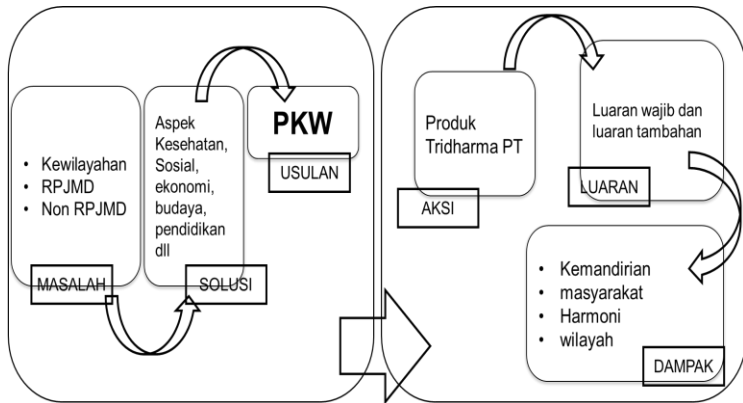 • Kewilayahan
• RPJMD
• Non RPJMD
MASALAH
Aspek
Kesehatan,
Sosial,
ekonomi,
budaya,
pendidikan
dll
SOLUSI
PKW
USULAN
Produk
Tridharma PT
AKSI
Luaran wajib dan
luaran tambahan
LUARAN
• Kemandirian
• masyarakat
• Harmoni
• wilayah
DAMPAK